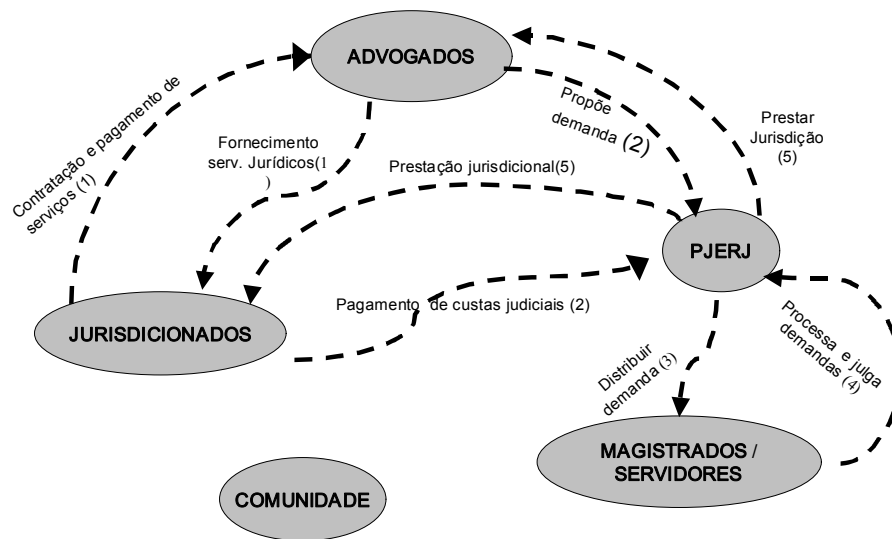 ADVOGADOS
Contratação e pagamento de
serviços (1)
Fornecimento
serv. Jurídicos(1
)
Propõe
demanda (2)
Prestar
Jurisdição
(5)
Prestação jurisdicional(5)
PJERJ
JURISDICIONADOS
Pagamento de custas judiciais (2)
Distribuir
demanda (3)
Processa e julga
demandas (4)
MAGISTRADOS /
SERVIDORES
COMUNIDADE